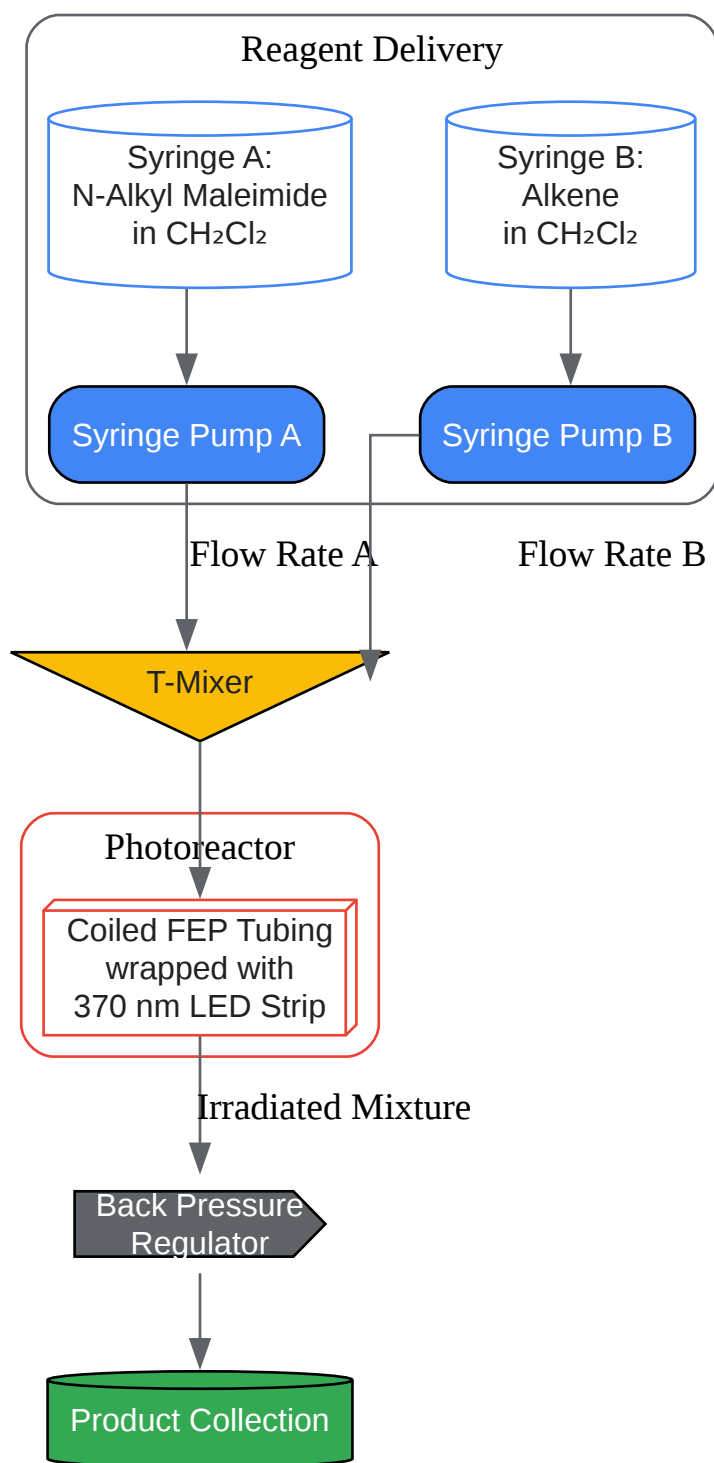 Reagent Delivery
Syringe A:
N-Alkyl Maleimide
in CH₂Cl₂
Syringe B:
Alkene
in CH₂Cl₂
Syringe Pump A
Syringe Pump B
Flow Rate A
Flow Rate B
T-Mixer
Photoreactor
Coiled FEP Tubing
wrapped with
370 nm LED Strip
Irradiated Mixture
Back Pressure
Regulator
Product Collection